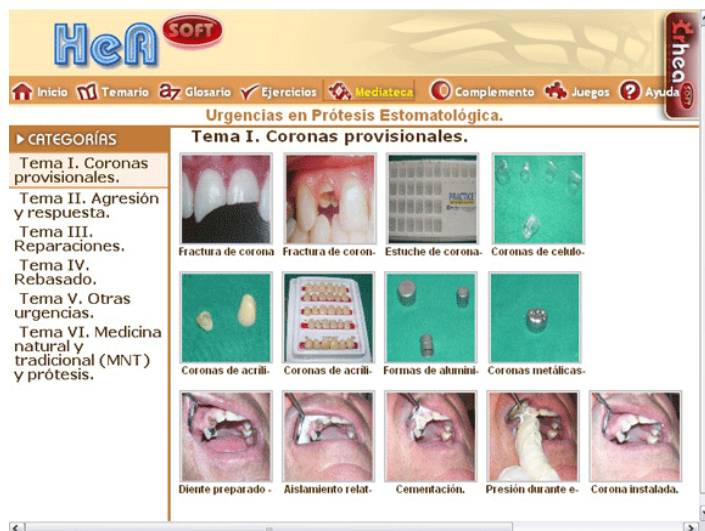 HeA SOFT
Crhea SOFT
Inicio Temario Glosario Ejercicios Mediateca Complemento Juegos Ayuda
Urgencias en Prótesis Estomatológica.
CATEGORÍAS
Tema I. Coronas
provisionales.
Tema II. Agresión
y respuesta.
Tema III.
Reparaciones.
Tema IV.
Rebasado.
Tema V. Otras
urgencias.
Tema VI. Medicina
natural y
tradicional (MNT)
y prótesis.
Tema I. Coronas provisionales.
Fractura de corona Fractura de coron- Estuche de corona- Coronas de celulo-
Coronas de acrili- Coronas de acrili- Formas de alumini- Coronas metálicas-
Diente preparado - Aislamiento relat- Cementación. Presión durante e- Corona instalada.